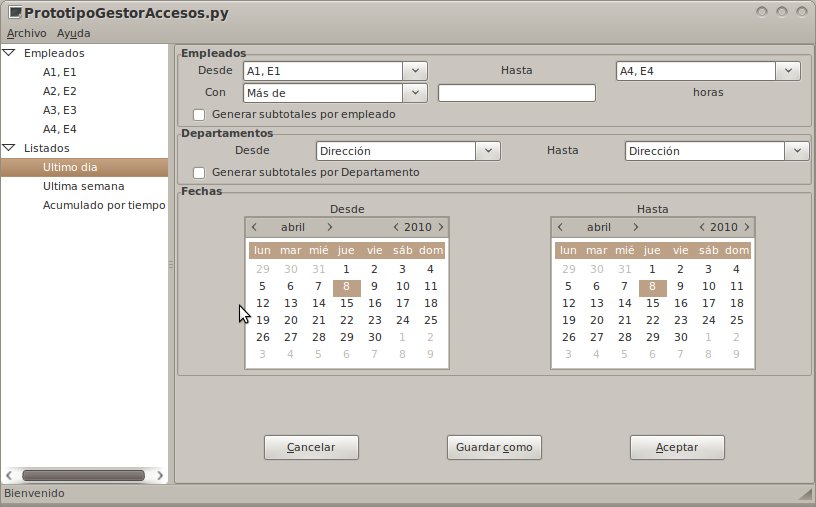 PrototipoGestorAccesos.py
Archivo Ayuda
Empleados
A1, E1
A2, E2
A3, E3
A4, E4
Listados
Ultimo dia
Ultima semana
Acumulado por tiempo
Empleados
Desde A1, E1 Hasta A4, E4
Con Más de horas
Generar subtotales por empleado
Departamentos
Desde Dirección Hasta Dirección
Generar subtotales por Departamento
Fechas
Desde
abril 2010
lun mar mié jue vie sáb dom
29 30 31 1 2 3 4
5 6 7 8 9 10 11
12 13 14 15 16 17 18
19 20 21 22 23 24 25
26 27 28 29 30 1 2
3 4 5 6 7 8 9
Hasta
abril 2010
lun mar mié jue vie sáb dom
29 30 31 1 2 3 4
5 6 7 8 9 10 11
12 13 14 15 16 17 18
19 20 21 22 23 24 25
26 27 28 29 30 1 2
3 4 5 6 7 8 9
Cancelar Guardar como Aceptar
Bienvenido